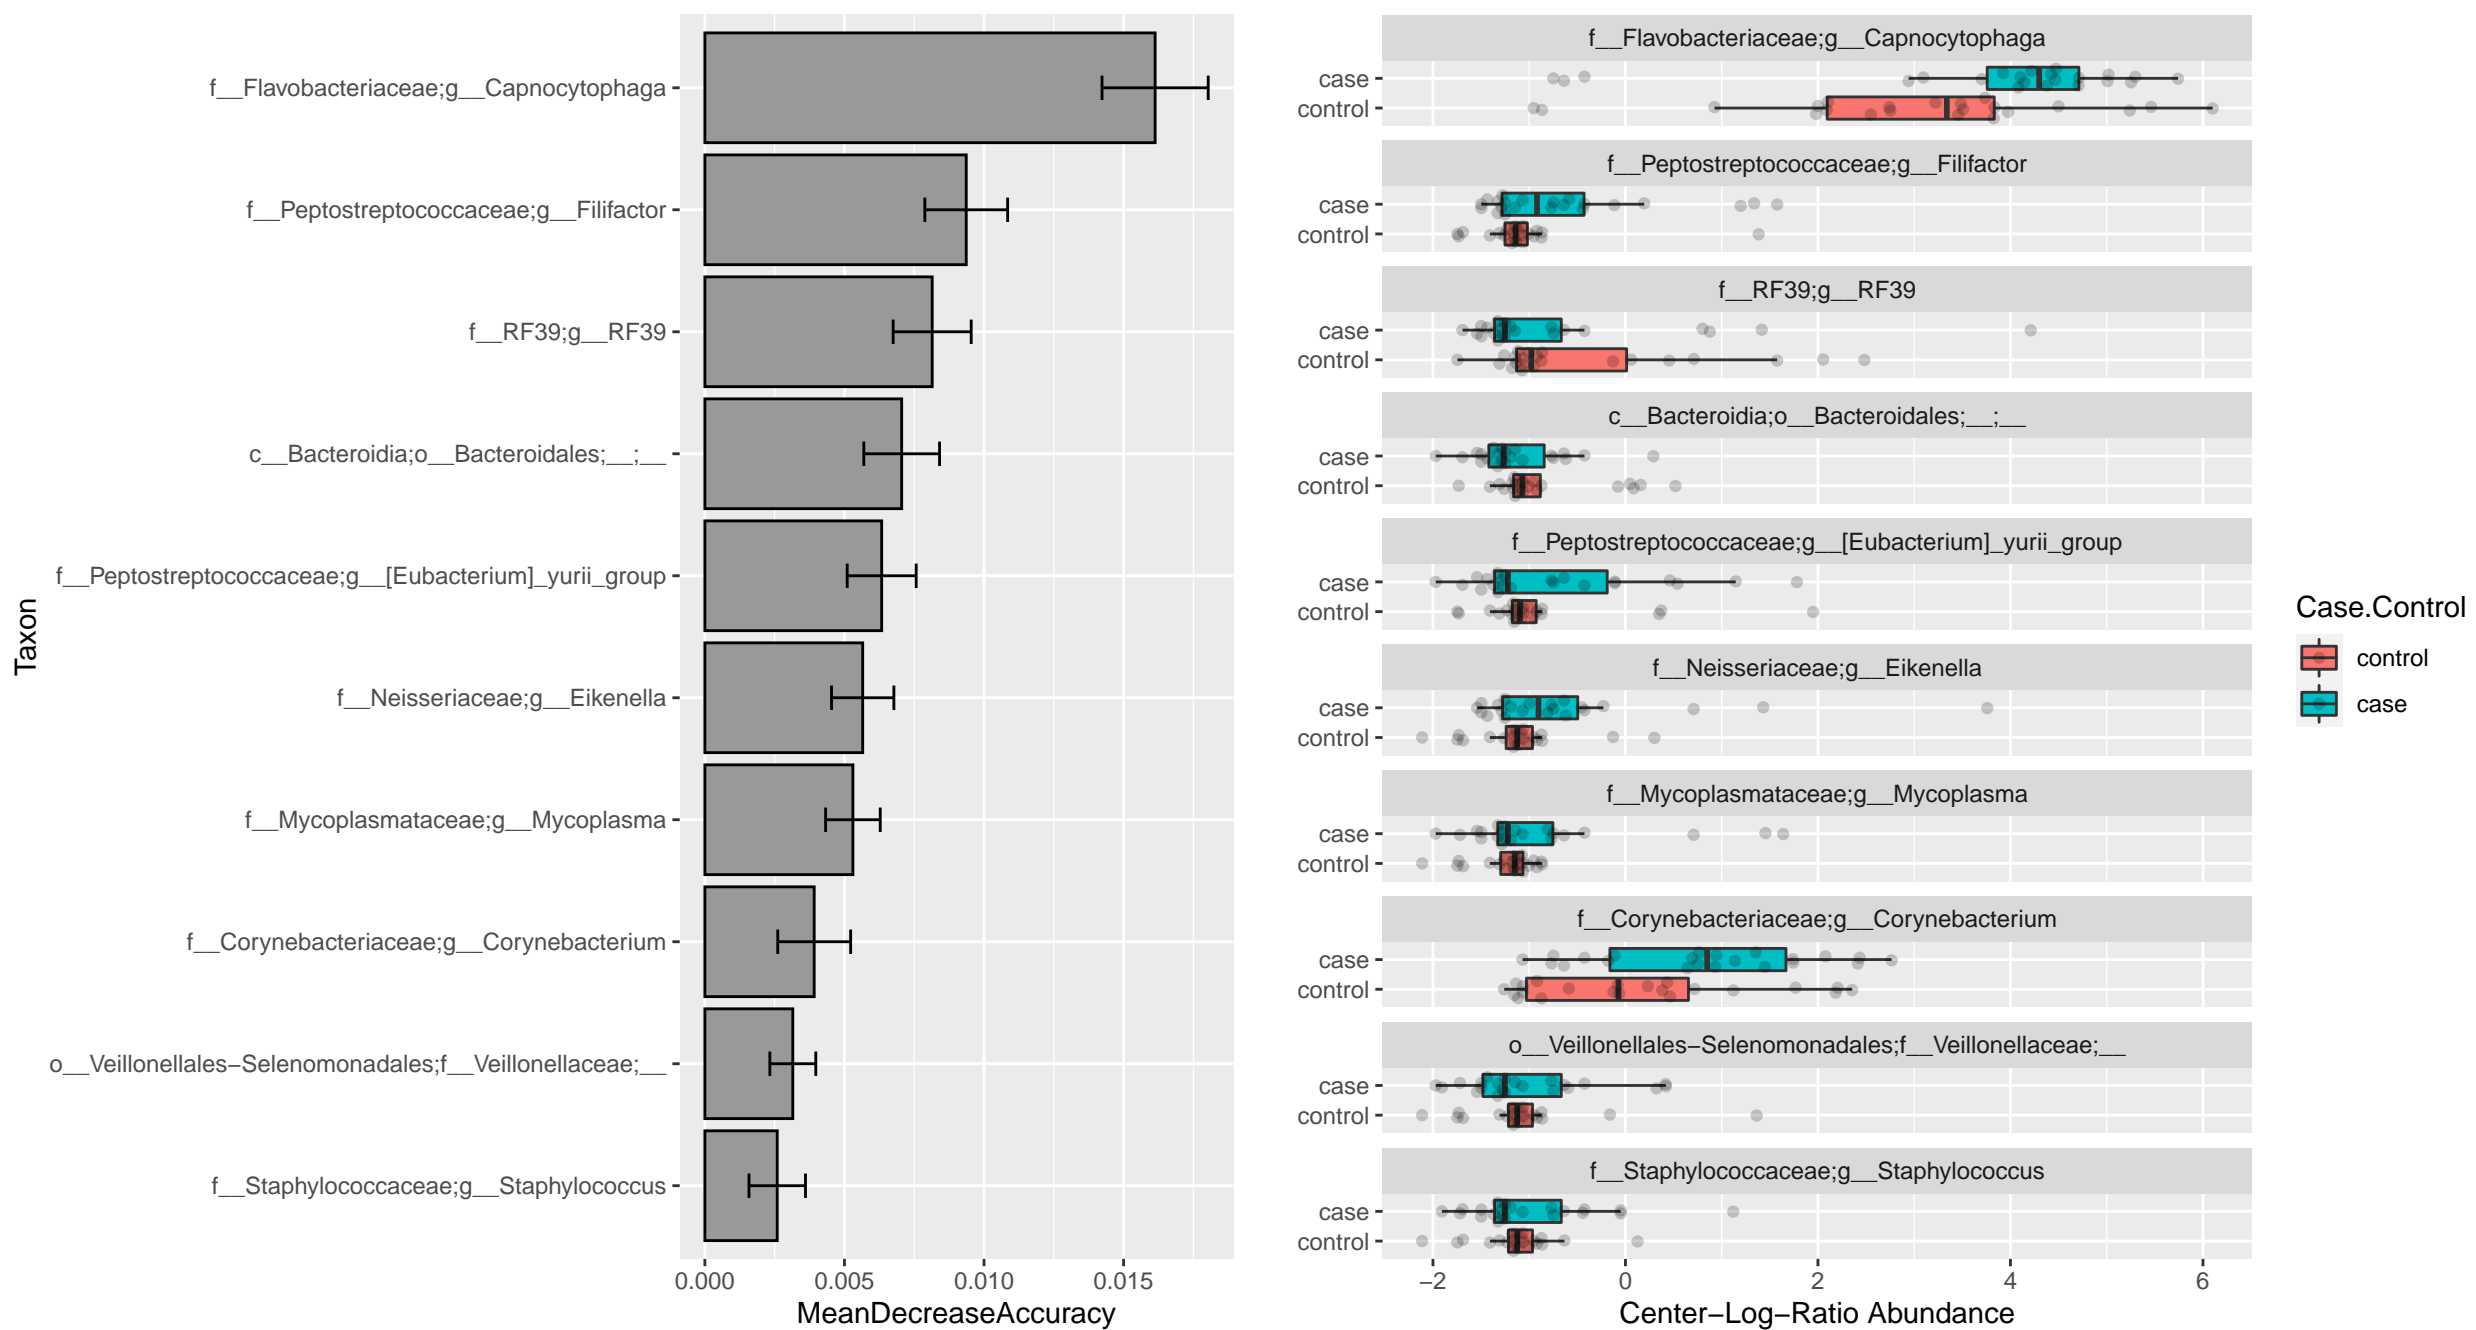 Taxon
f__Flavobacteriaceae;g__Capnocytophaga
f__Peptostreptococcaceae;g__Filifactor
f__RF39;g__RF39
c__Bacteroidia;o__Bacteroidales;__;__
f__Peptostreptococcaceae;g__[Eubacterium]_yurii_group
f__Neisseriaceae;g__Eikenella
f__Mycoplasmataceae;g__Mycoplasma
f__Corynebacteriaceae;g__Corynebacterium
o__Veillonellales−Selenomonadales;f__Veillonellaceae;__
f__Staphylococcaceae;g__Staphylococcus
0.000 0.005 0.010 0.015
MeanDecreaseAccuracy
f__Flavobacteriaceae;g__Capnocytophaga
case
control
f__Peptostreptococcaceae;g__Filifactor
case
control
f__RF39;g__RF39
case
control
c__Bacteroidia;o__Bacteroidales;__;__
case
control
f__Peptostreptococcaceae;g__[Eubacterium]_yurii_group
case
control
f__Neisseriaceae;g__Eikenella
case
control
f__Mycoplasmataceae;g__Mycoplasma
case
control
f__Corynebacteriaceae;g__Corynebacterium
case
control
o__Veillonellales−Selenomonadales;f__Veillonellaceae;__
case
control
f__Staphylococcaceae;g__Staphylococcus
case
control
−2 0 2 4 6
Center−Log−Ratio Abundance
Case.Control
control
case